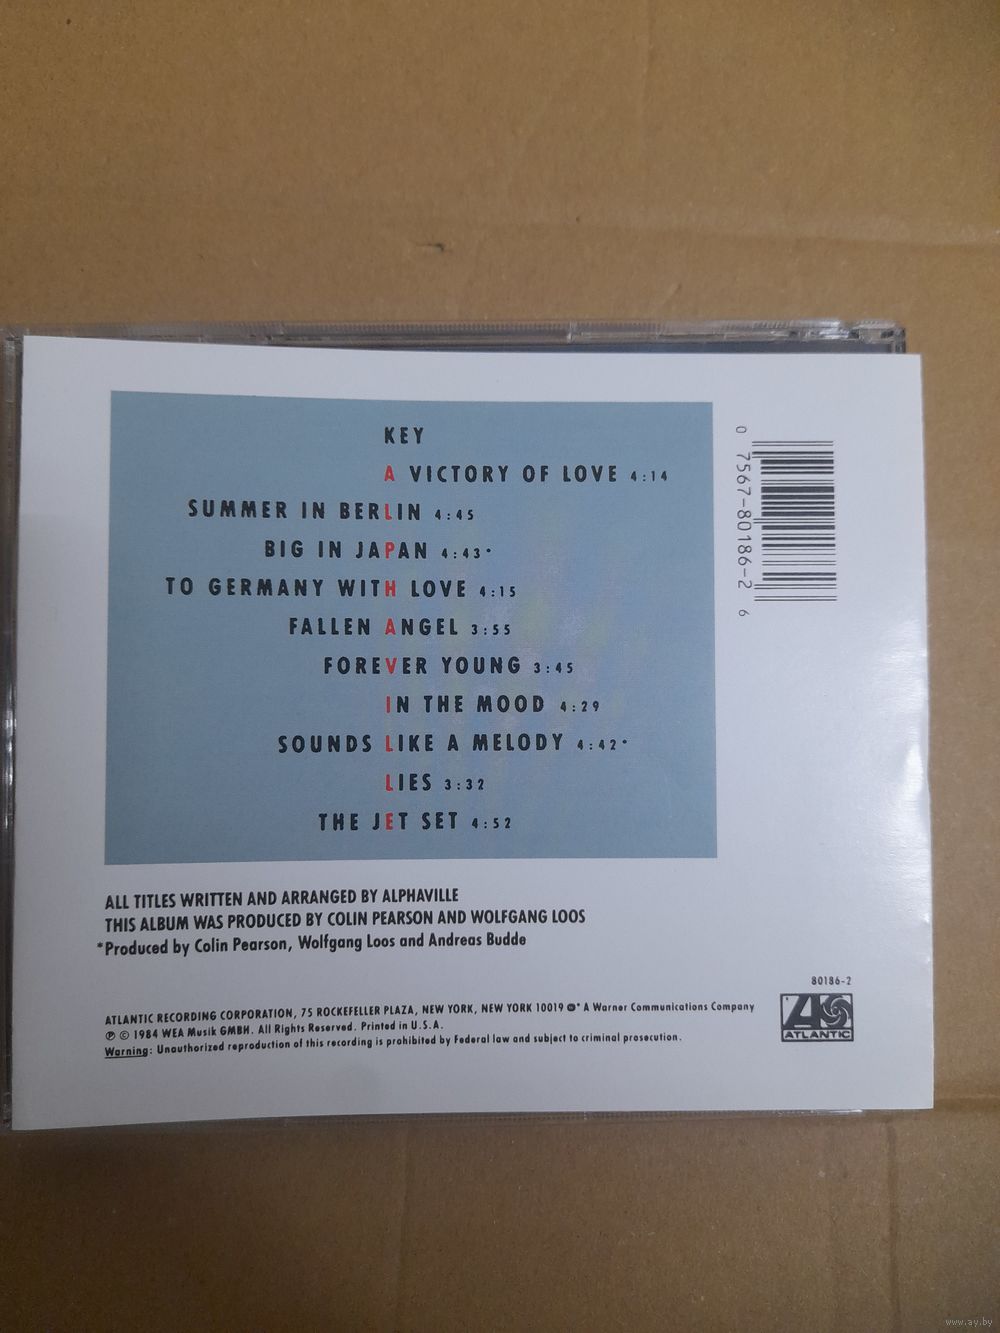 KEY
A VICTORY OF LOVE 4:14
SUMMER IN BERLIN 4:45
BIG IN JAPAN 4:43*
TO GERMANY WITH LOVE 4:15
FALLEN ANGEL 3:55
FOREVER YOUNG 3:45
IN THE MOOD 4:29
SOUNDS LIKE A MELODY 4:42*
LIES 3:32
THE JET SET 4:52
0 7567-80186-2 6
ALL TITLES WRITTEN AND ARRANGED BY ALPHAVILLE
THIS ALBUM WAS PRODUCED BY COLIN PEARSON AND WOLFGANG LOOS
*Produced by Colin Pearson, Wolfgang Loos and Andreas Budde
80186-2
ATLANTIC RECORDING CORPORATION, 75 ROCKEFELLER PLAZA, NEW YORK, NEW YORK 10019 A Warner Communications Company
℗ © 1984 WEA Musik GMBH. All Rights Reserved. Printed in U.S.A.
Warning: Unauthorized reproduction of this recording is prohibited by Federal law and subject to criminal prosecution.
ATLANTIC
www.ay.by